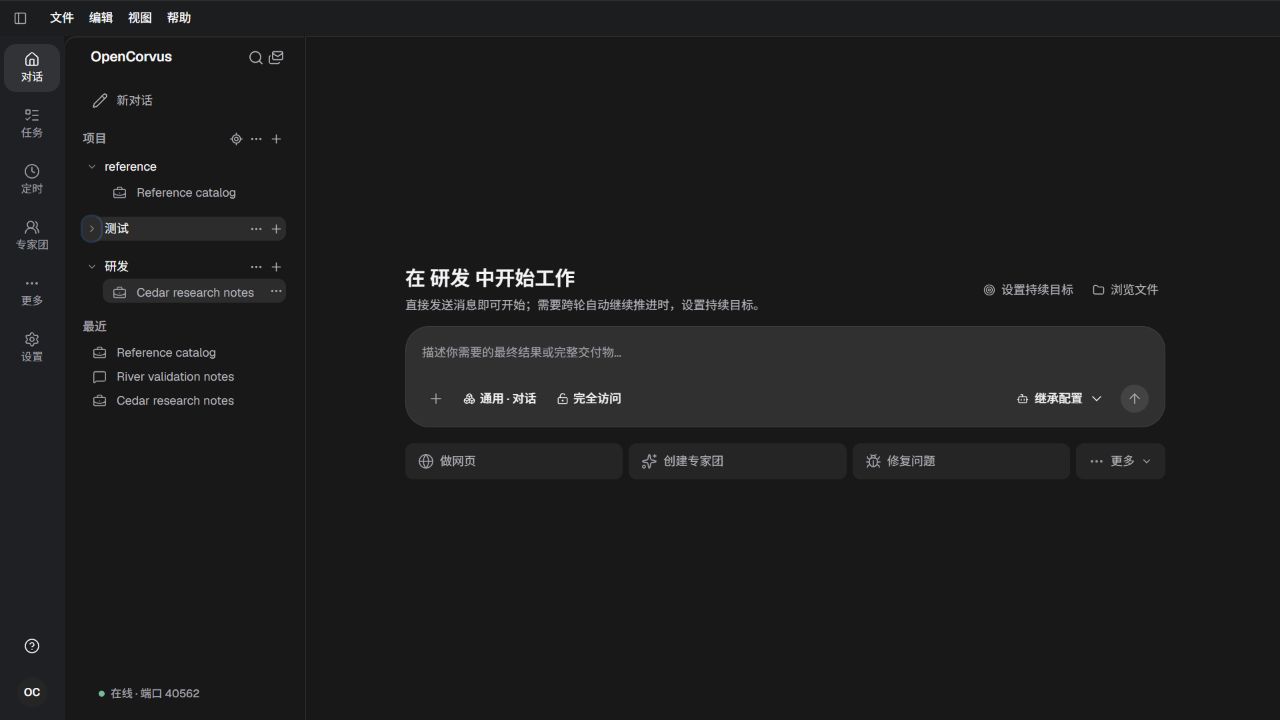 文件 编辑 视图 帮助
对话
任务
定时
专家团
更多
设置
OC
OpenCorvus
新对话
项目
reference
Reference catalog
测试
研发
Cedar research notes
最近
Reference catalog
River validation notes
Cedar research notes
在线 · 端口 40562
在 研发 中开始工作
直接发送消息即可开始；需要跨轮自动继续推进时，设置持续目标。
设置持续目标 浏览文件
描述你需要的最终结果或完整交付物...
通用 · 对话 完全访问 继承配置
做网页 创建专家团 修复问题 更多